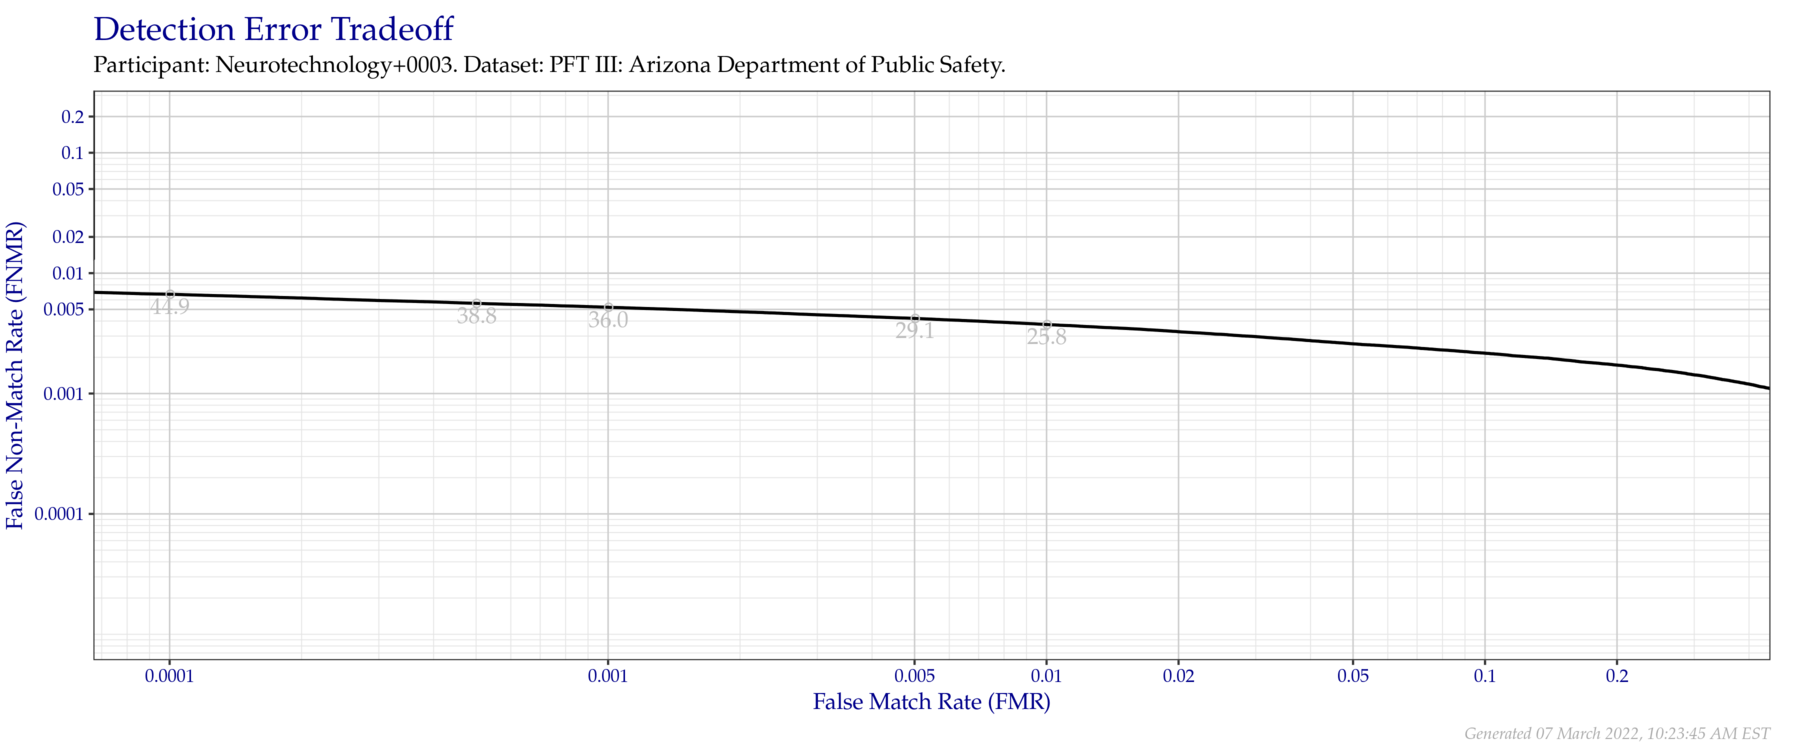 Detection Error Tradeoff
Participant: Neurotechnology+0003. Dataset: PFT III: Arizona Department of Public Safety.
False Non-Match Rate (FNMR)
0.2
0.1
0.05
0.02
0.01
0.005
0.001
0.0001
44.9
38.8
36.0
29.1
25.8
0.0001 0.001 0.005 0.01 0.02 0.05 0.1 0.2
False Match Rate (FMR)
Generated 07 March 2022, 10:23:45 AM EST